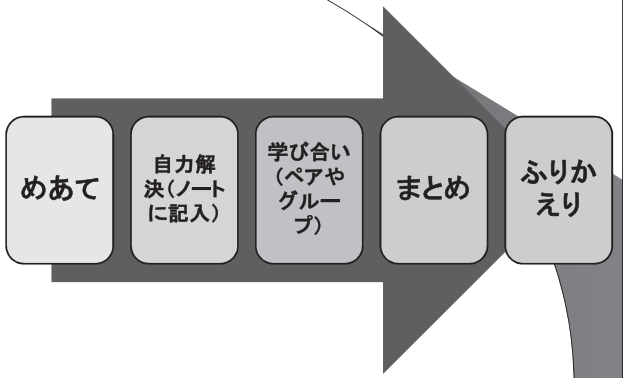 めあて
自力解
決(ノート
に記入)
学び合い
(ペアや
グルー
プ)
まとめ
ふりか
えり